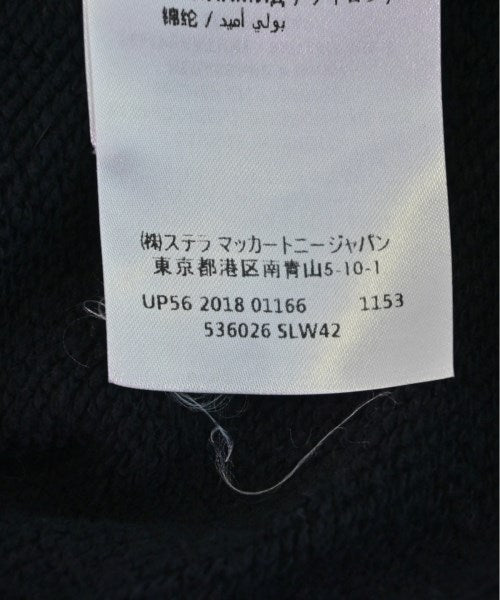 锦纶 / بولي أميد
㈱ステラ マッカートニージャパン
東京都港区南青山5-10-1
UP56 2018 01166 1153
536026 SLW42